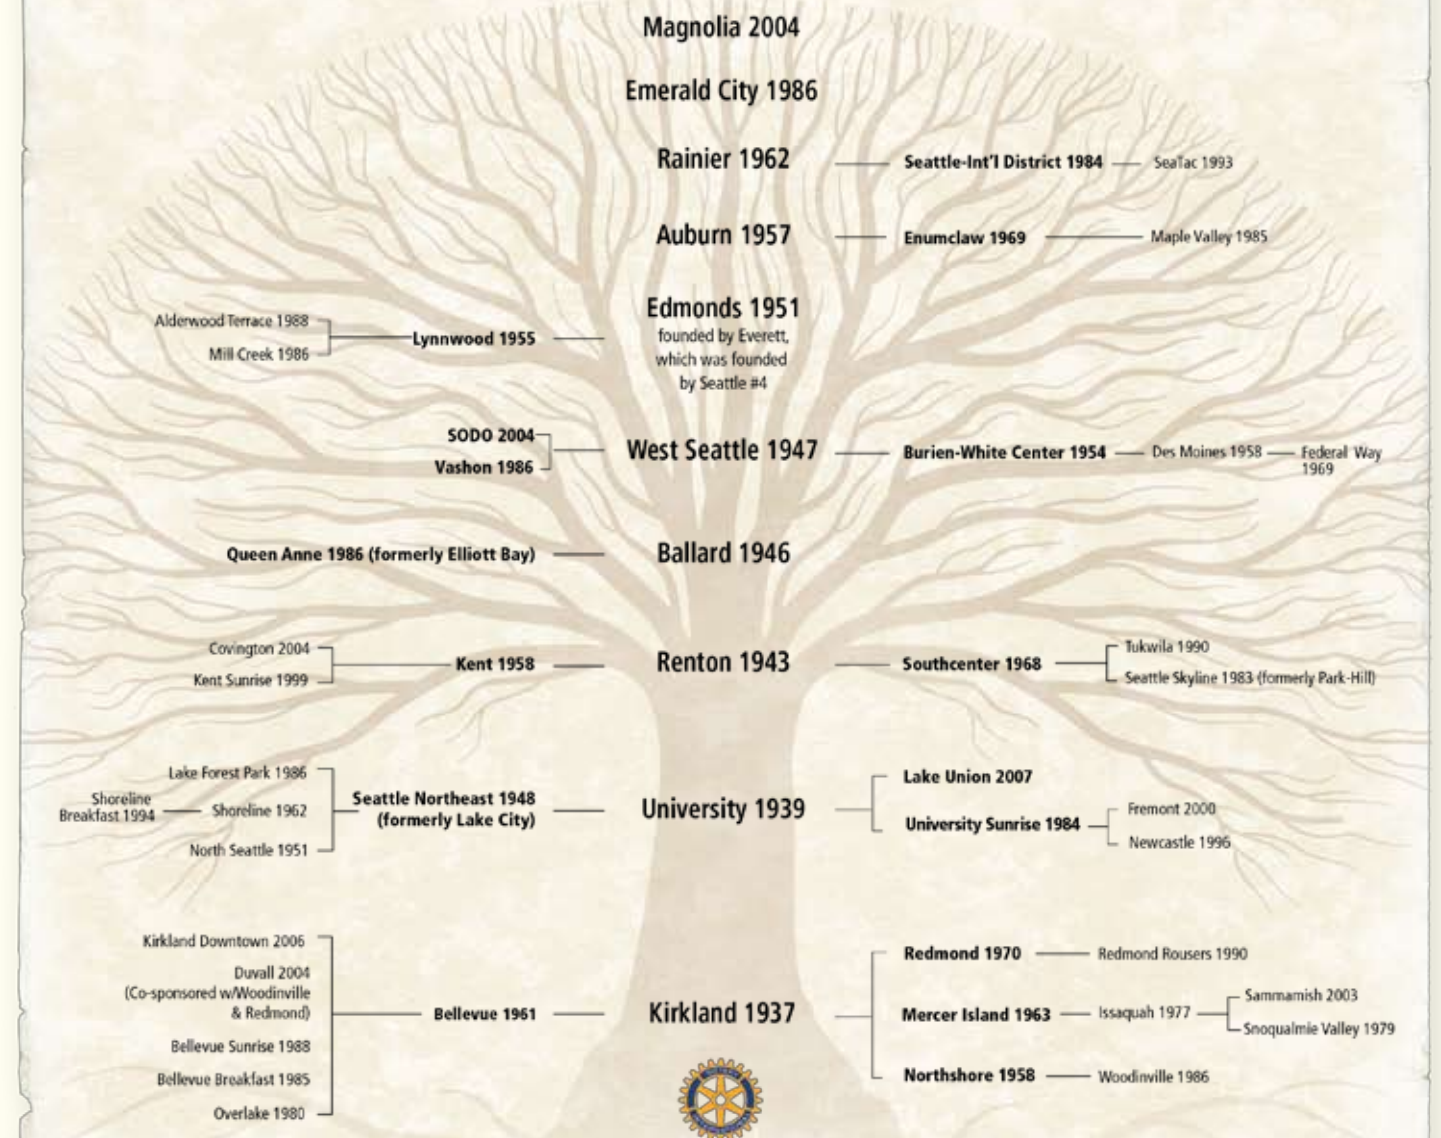 Magnolia 2004
Emerald City 1986
Rainier 1962
Seattle-Int'l District 1984
SeaTac 1993
Auburn 1957
Enumclaw 1969
Maple Valley 1985
Edmonds 1951
founded by Everett,
which was founded
by Seattle #4
Alderwood Terrace 1988
Mill Creek 1986
Lynnwood 1955
SODO 2004
Vashon 1986
West Seattle 1947
Burien-White Center 1954
Des Moines 1958
Federal Way
1969
Queen Anne 1986 (formerly Elliott Bay)
Ballard 1946
Covington 2004
Kent Sunrise 1999
Kent 1958
Renton 1943
Southcenter 1968
Tukwila 1990
Seattle Skyline 1983 (formerly Park-Hill)
Lake Forest Park 1986
Shoreline
Breakfast 1994
Shoreline 1962
North Seattle 1951
Seattle Northeast 1948
(formerly Lake City)
University 1939
Lake Union 2007
University Sunrise 1984
Fremont 2000
Newcastle 1996
Kirkland Downtown 2006
Duvall 2004
(Co-sponsored w/Woodinville
& Redmond)
Bellevue Sunrise 1988
Bellevue Breakfast 1985
Overlake 1980
Bellevue 1961
Kirkland 1937
Redmond 1970
Redmond Rousers 1990
Mercer Island 1963
Issaquah 1977
Sammamish 2003
Snoqualmie Valley 1979
Northshore 1958
Woodinville 1986